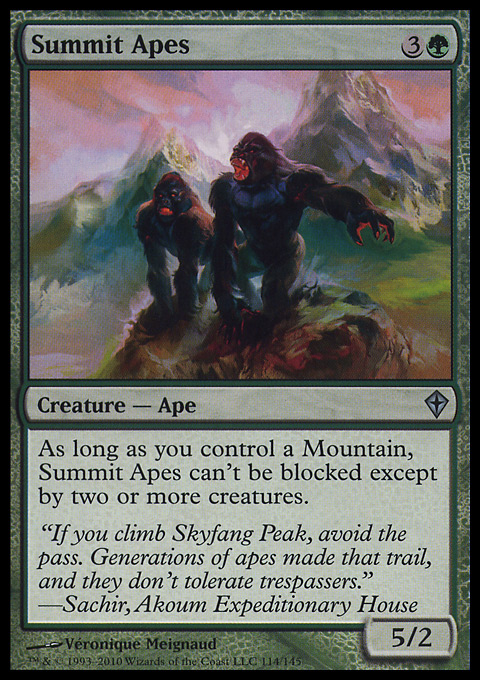 Summit Apes 3
Creature — Ape
As long as you control a Mountain,
Summit Apes can't be blocked except
by two or more creatures.
"If you climb Skyfang Peak, avoid the
pass. Generations of apes made that trail,
and they don't tolerate trespassers."
—Sachir, Akoum Expeditionary House
Véronique Meignaud
5/2
™ & © 1993–2010 Wizards of the Coast LLC 114/145